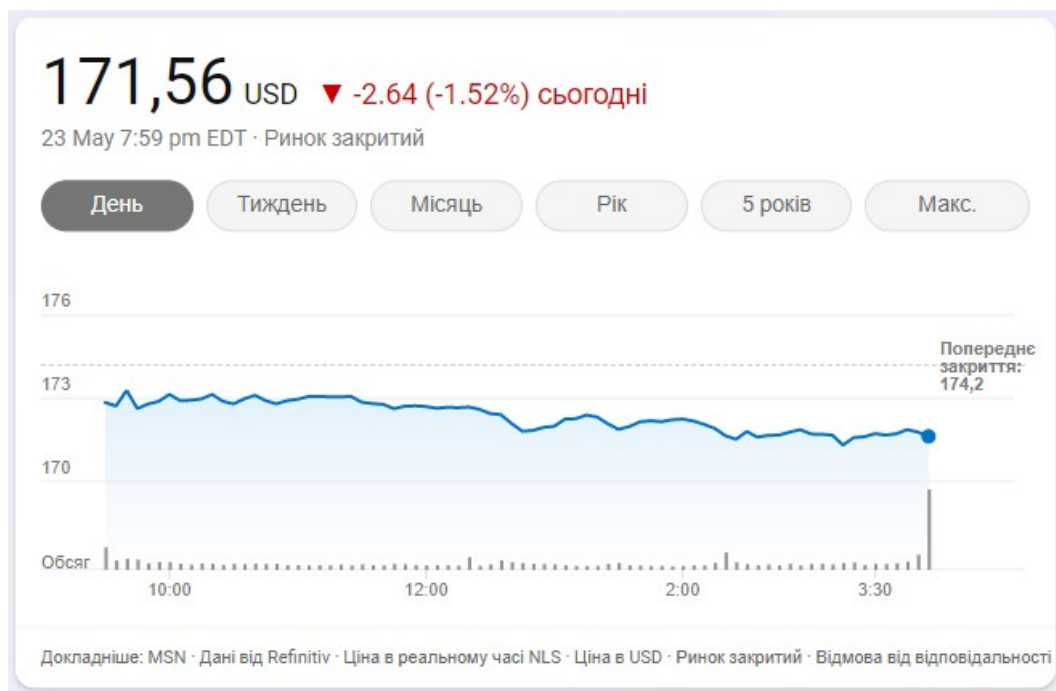 171,56 USD ▼ -2.64 (-1.52%) сьогодні
23 May 7:59 pm EDT · Ринок закритий
День Тиждень Місяць Рік 5 років Макс.
176
Попереднє
закриття:
174,2
173
170
Обсяг
10:00 12:00 2:00 3:30
Докладніше: MSN · Дані від Refinitiv · Ціна в реальному часі NLS · Ціна в USD · Ринок закритий · Відмова від відповідальності